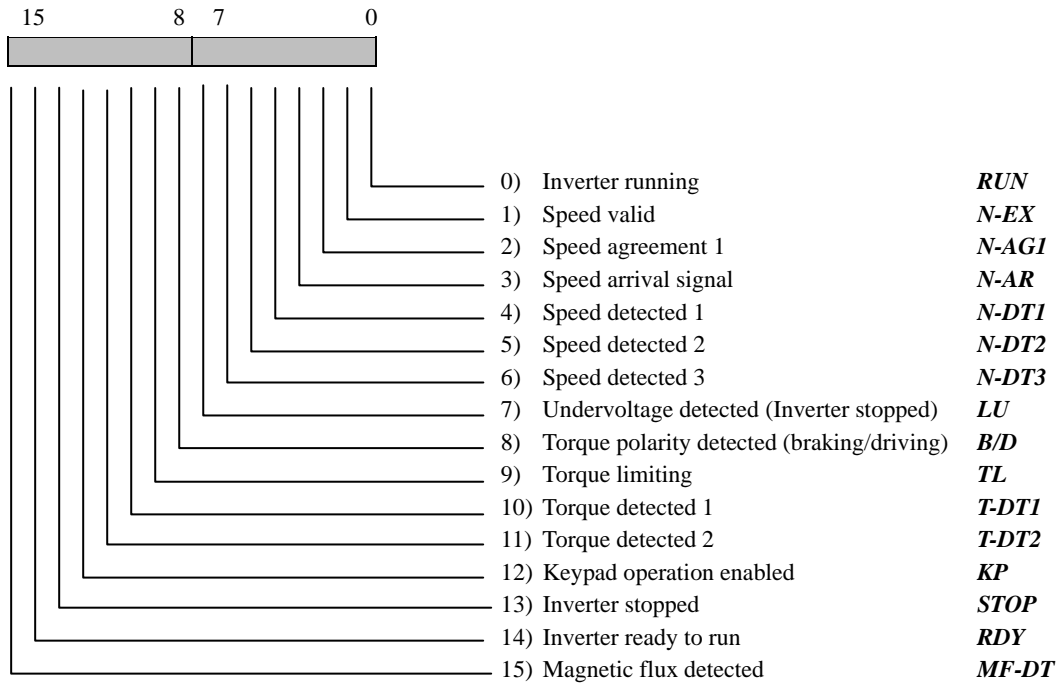 15 8 7 0
0) Inverter running RUN
1) Speed valid N-EX
2) Speed agreement 1 N-AG1
3) Speed arrival signal N-AR
4) Speed detected 1 N-DT1
5) Speed detected 2 N-DT2
6) Speed detected 3 N-DT3
7) Undervoltage detected (Inverter stopped) LU
8) Torque polarity detected (braking/driving) B/D
9) Torque limiting TL
10) Torque detected 1 T-DT1
11) Torque detected 2 T-DT2
12) Keypad operation enabled KP
13) Inverter stopped STOP
14) Inverter ready to run RDY
15) Magnetic flux detected MF-DT